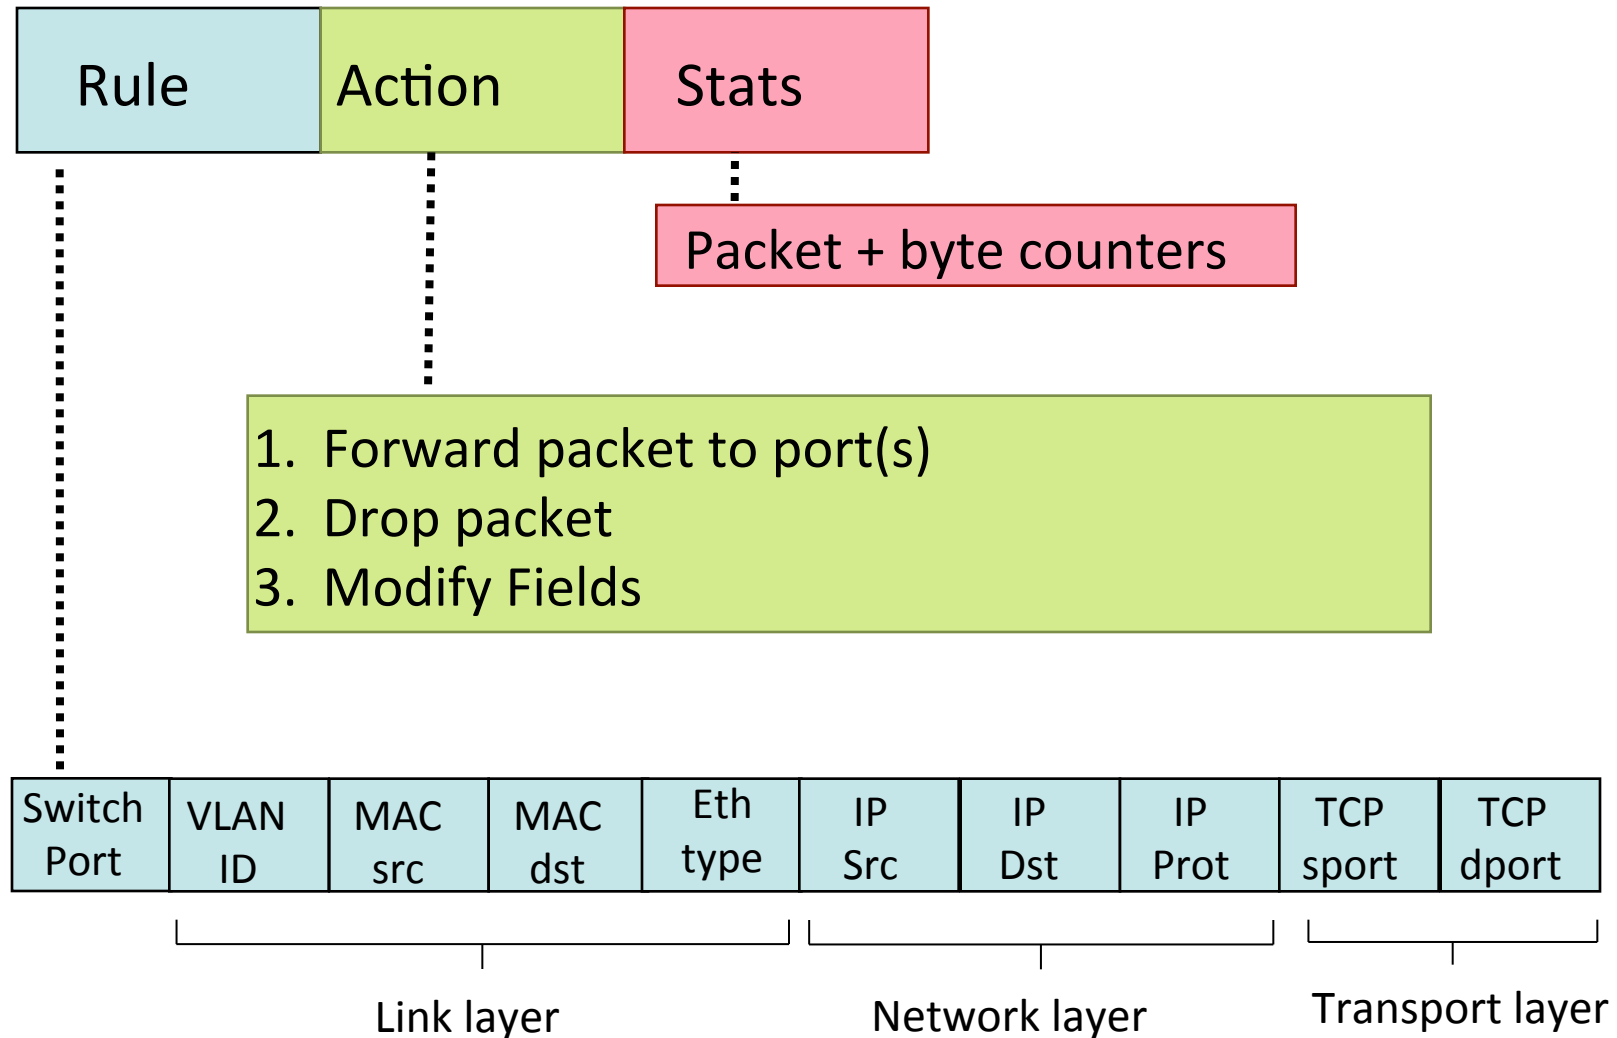 Rule
Action
Stats
Packet + byte counters
1. Forward packet to port(s)
2. Drop packet
3. Modify Fields
Switch
Port
VLAN
ID
MAC
src
MAC
dst
Eth
type
IP
Src
IP
Dst
IP
Prot
TCP
sport
TCP
dport
Link layer
Network layer
Transport layer